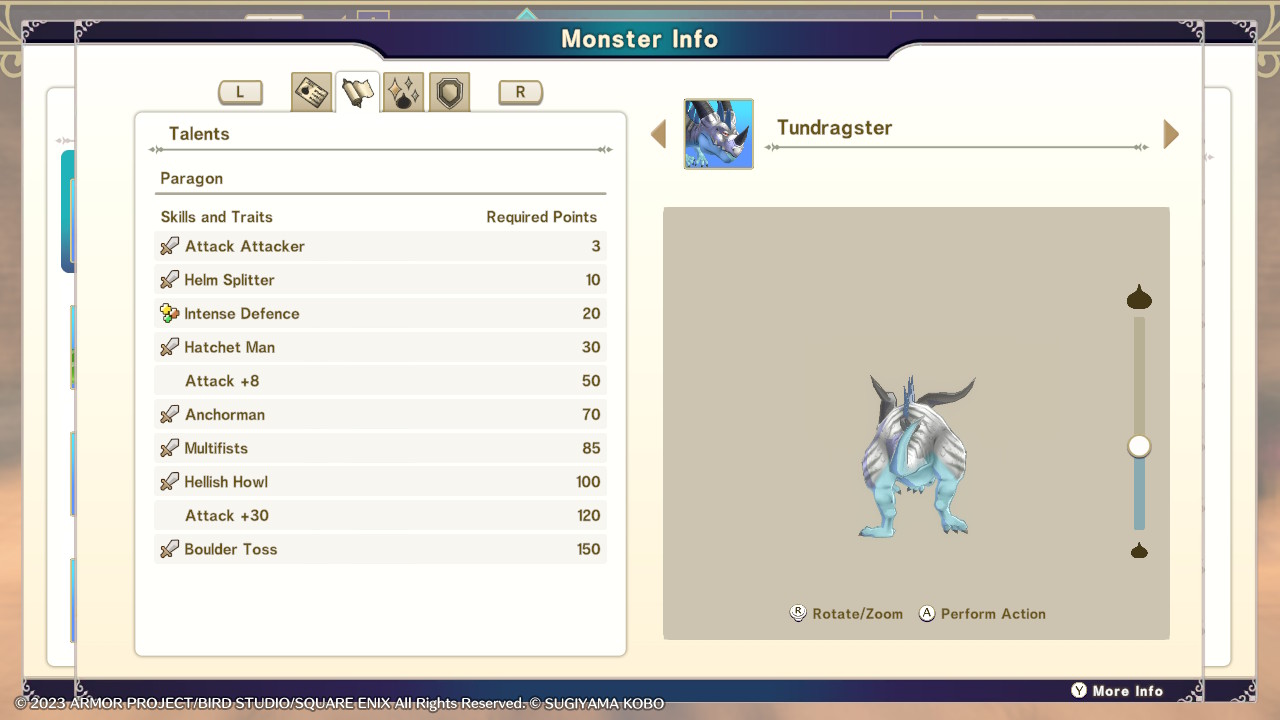 Monster Info
L
R
Talents
Tundragster
Paragon
Skills and Traits Required Points
Attack Attacker 3
Helm Splitter 10
Intense Defence 20
Hatchet Man 30
Attack +8 50
Anchorman 70
Multifists 85
Hellish Howl 100
Attack +30 120
Boulder Toss 150
R Rotate/Zoom A Perform Action
Y More Info
© 2023 ARMOR PROJECT/BIRD STUDIO/SQUARE ENIX All Rights Reserved. © SUGIYAMA KOBO